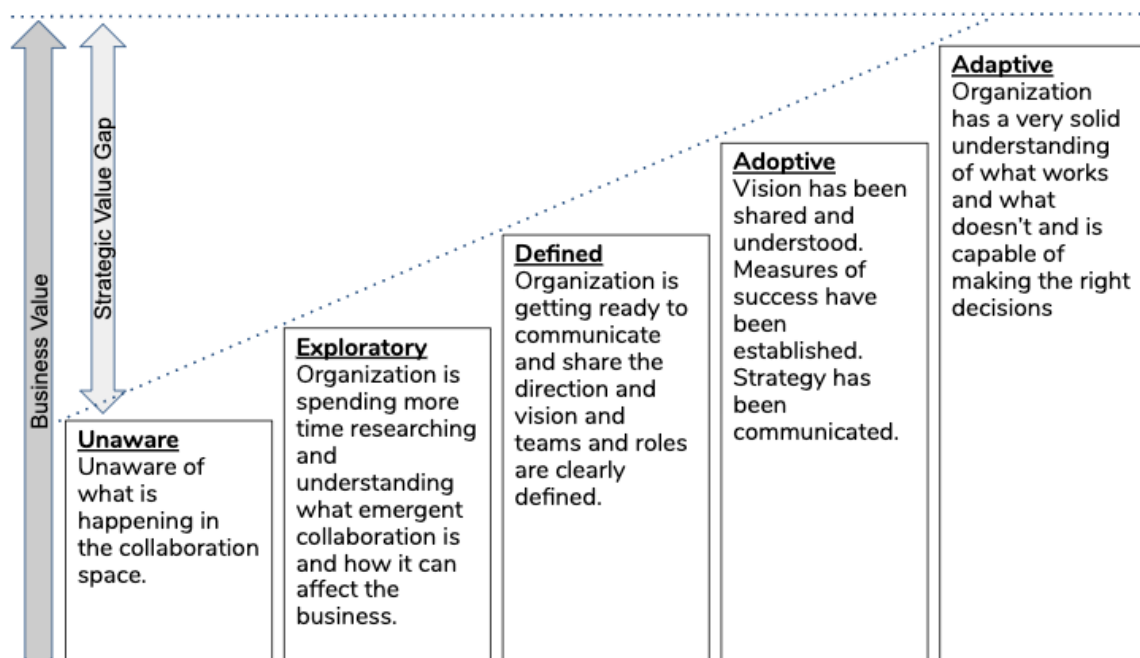 Business Value
Strategic Value Gap
Unaware
Unaware of
what is
happening in
the collaboration
space.
Exploratory
Organization is
spending more
time researching
and
understanding
what emergent
collaboration is
and how it can
affect the
business.
Defined
Organization is
getting ready to
communicate
and share the
direction and
vision and
teams and roles
are clearly
defined.
Adoptive
Vision has been
shared and
understood.
Measures of
success have
been
established.
Strategy has
been
communicated.
Adaptive
Organization
has a very solid
understanding
of what works
and what
doesn't and is
capable of
making the right
decisions